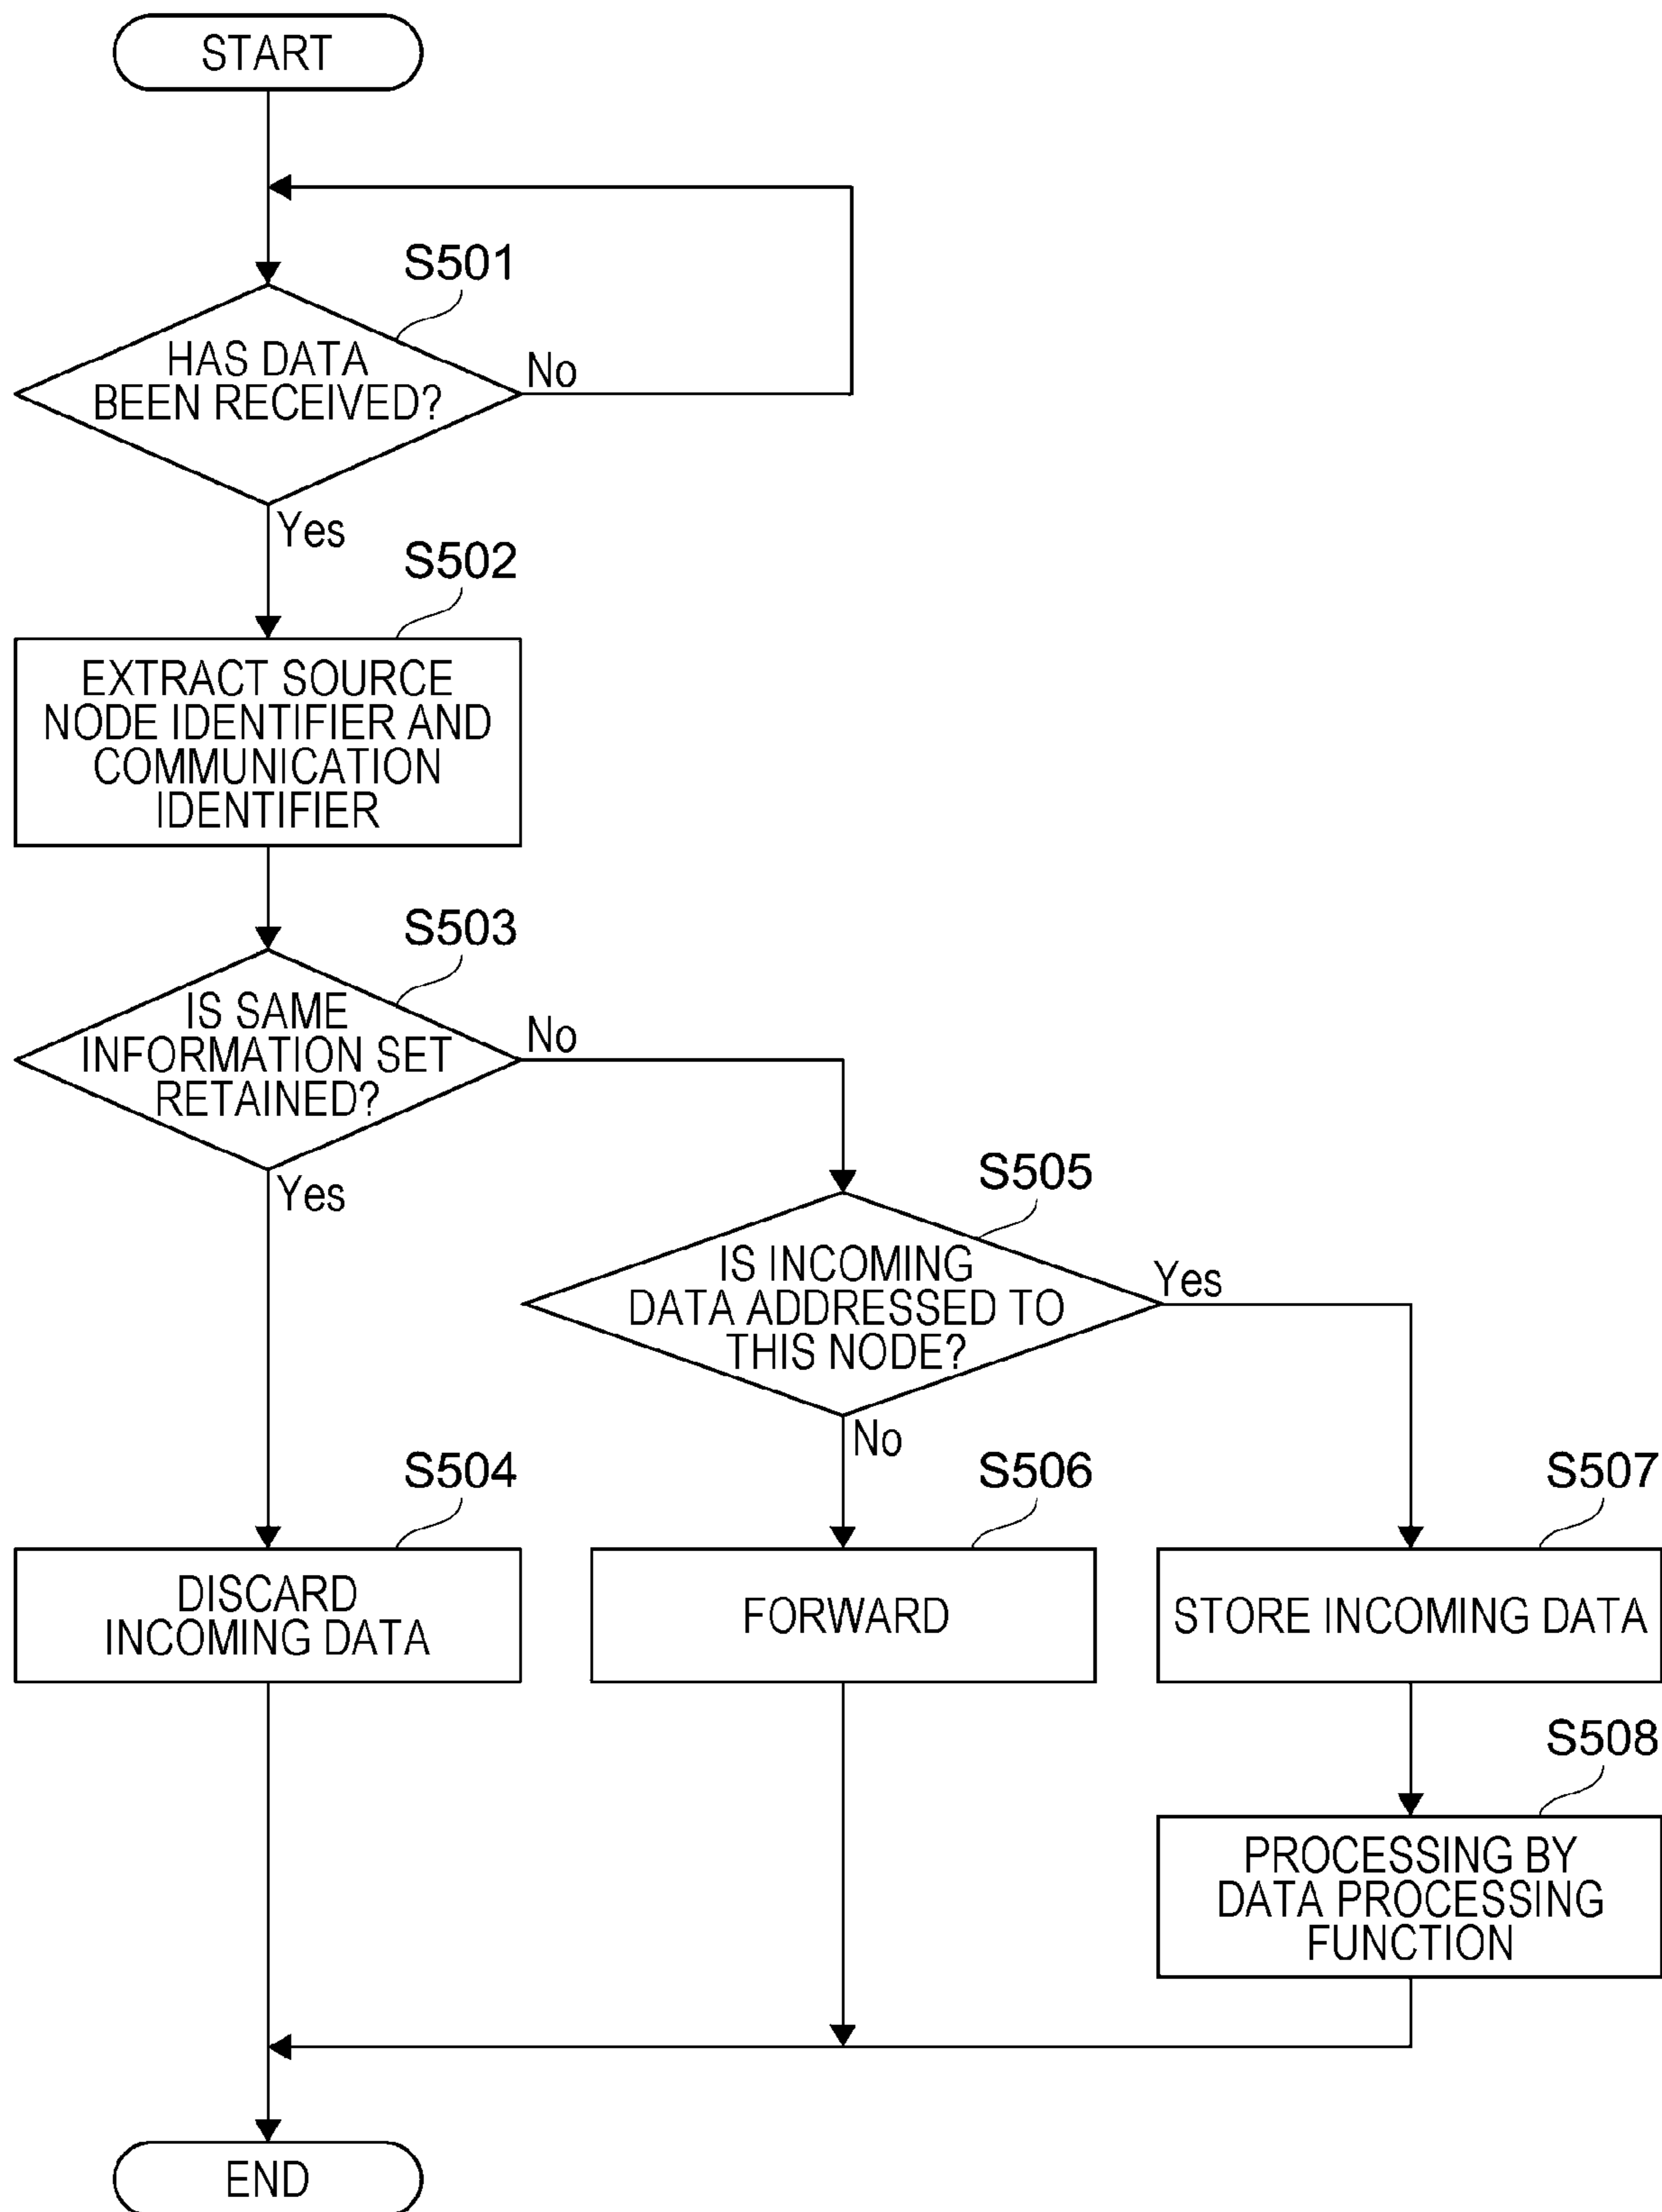 START
S501
HAS DATA
BEEN RECEIVED?
No
Yes
S502
EXTRACT SOURCE
NODE IDENTIFIER AND
COMMUNICATION
IDENTIFIER
S503
IS SAME
INFORMATION SET
RETAINED?
No
Yes
S505
IS INCOMING
DATA ADDRESSED TO
THIS NODE?
Yes
No
S504
DISCARD
INCOMING DATA
S506
FORWARD
S507
STORE INCOMING DATA
S508
PROCESSING BY
DATA PROCESSING
FUNCTION
END